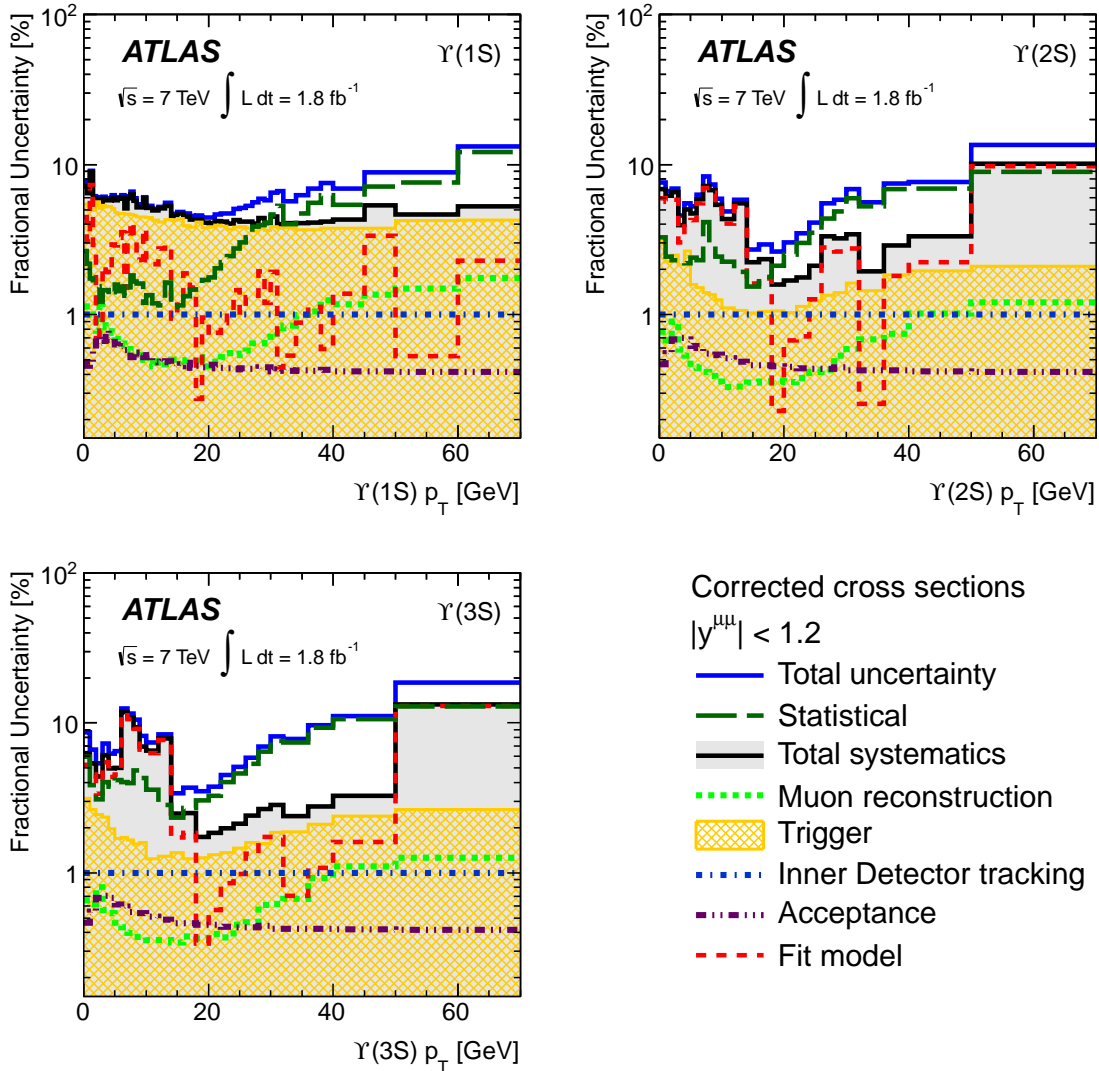 Fractional Uncertainty [%]
10²
10
1
ATLAS
ϒ(1S)
√s = 7 TeV ∫ L dt = 1.8 fb⁻¹
0 20 40 60
ϒ(1S) p_T [GeV]
Fractional Uncertainty [%]
10²
10
1
ATLAS
ϒ(2S)
√s = 7 TeV ∫ L dt = 1.8 fb⁻¹
0 20 40 60
ϒ(2S) p_T [GeV]
Fractional Uncertainty [%]
10²
10
1
ATLAS
ϒ(3S)
√s = 7 TeV ∫ L dt = 1.8 fb⁻¹
0 20 40 60
ϒ(3S) p_T [GeV]
Corrected cross sections
|y^μμ| < 1.2
Total uncertainty
Statistical
Total systematics
Muon reconstruction
Trigger
Inner Detector tracking
Acceptance
Fit model